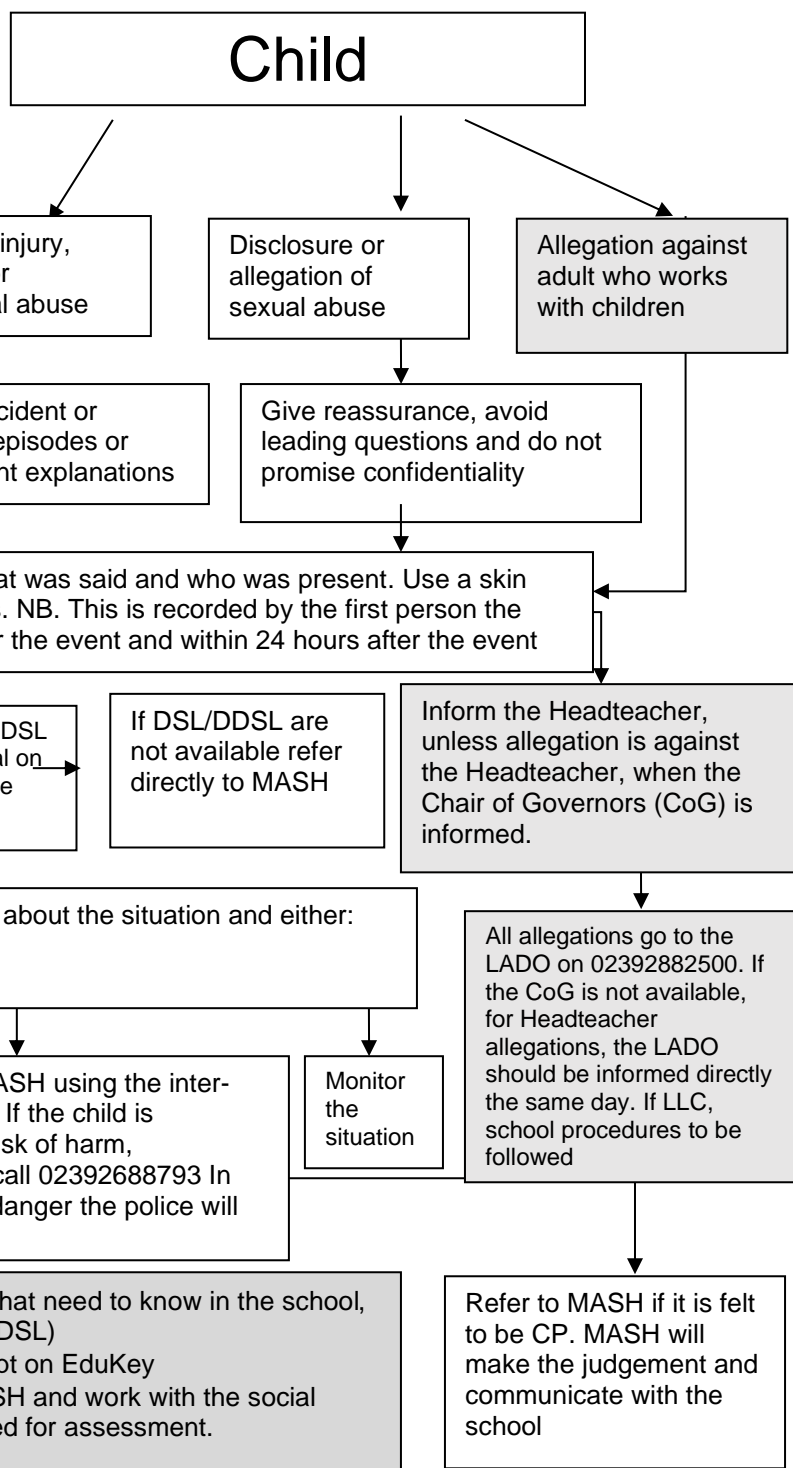 Child
injury,
r
l abuse
Disclosure or
allegation of
sexual abuse
Allegation against
adult who works
with children
cident or
episodes or
nt explanations
Give reassurance, avoid
leading questions and do not
promise confidentiality
at was said and who was present. Use a skin
. NB. This is recorded by the first person the
r the event and within 24 hours after the event
DSL
al on
e
If DSL/DDSL are
not available refer
directly to MASH
Inform the Headteacher,
unless allegation is against
the Headteacher, when the
Chair of Governors (CoG) is
informed.
about the situation and either:
All allegations go to the
LADO on 02392882500. If
the CoG is not available,
for Headteacher
allegations, the LADO
should be informed directly
the same day. If LLC,
school procedures to be
followed
ASH using the inter-
If the child is
sk of harm,
call 02392688793 In
danger the police will
Monitor
the
situation
hat need to know in the school,
DSL)
ot on EduKey
SH and work with the social
ed for assessment.
Refer to MASH if it is felt
to be CP. MASH will
make the judgement and
communicate with the
school